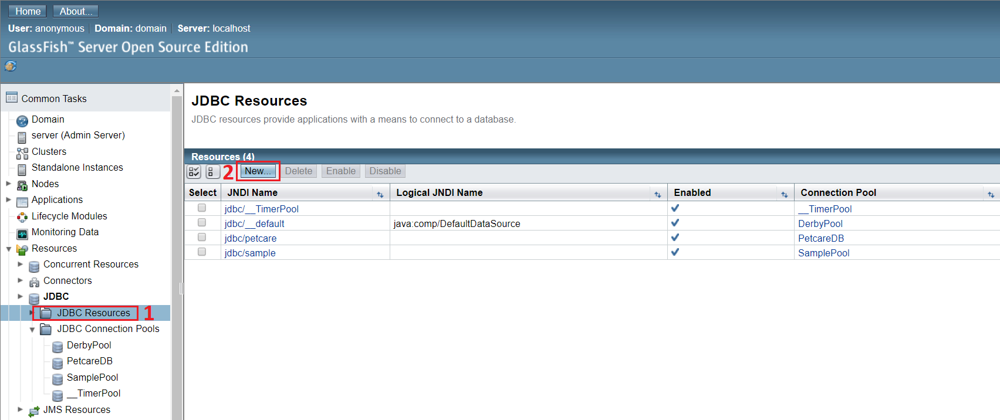 Home About...
User: anonymous Domain: domain Server: localhost
GlassFish™ Server Open Source Edition
Common Tasks
Domain
server (Admin Server)
Clusters
Standalone Instances
Nodes
Applications
Lifecycle Modules
Monitoring Data
Resources
Concurrent Resources
Connectors
JDBC
JDBC Resources 1
JDBC Connection Pools
DerbyPool
PetcareDB
SamplePool
__TimerPool
JMS Resources
JDBC Resources
JDBC resources provide applications with a means to connect to a database.
Resources (4)
2 New... Delete Enable Disable
Select JNDI Name Logical JNDI Name Enabled Connection Pool
jdbc/__TimerPool __TimerPool
jdbc/__default java:comp/DefaultDataSource DerbyPool
jdbc/petcare PetcareDB
jdbc/sample SamplePool